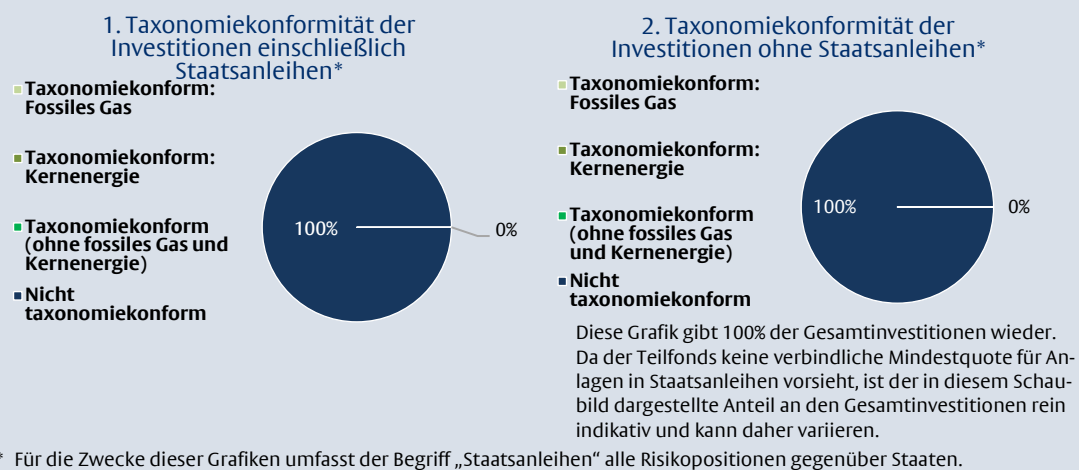 1. Taxonomiekonformität der
Investitionen einschließlich
Staatsanleihen*
Taxonomiekonform:
Fossiles Gas
Taxonomiekonform:
Kernenergie
Taxonomiekonform
(ohne fossiles Gas und
Kernenergie)
Nicht
taxonomiekonform
100%
0%
2. Taxonomiekonformität der
Investitionen ohne Staatsanleihen*
Taxonomiekonform:
Fossiles Gas
Taxonomiekonform:
Kernenergie
Taxonomiekonform
(ohne fossiles Gas
und Kernenergie)
Nicht
taxonomiekonform
100%
0%
Diese Grafik gibt 100% der Gesamtinvestitionen wieder.
Da der Teilfonds keine verbindliche Mindestquote für An-
lagen in Staatsanleihen vorsieht, ist der in diesem Schau-
bild dargestellte Anteil an den Gesamtinvestitionen rein
indikativ und kann daher variieren.
* Für die Zwecke dieser Grafiken umfasst der Begriff „Staatsanleihen“ alle Risikopositionen gegenüber Staaten.